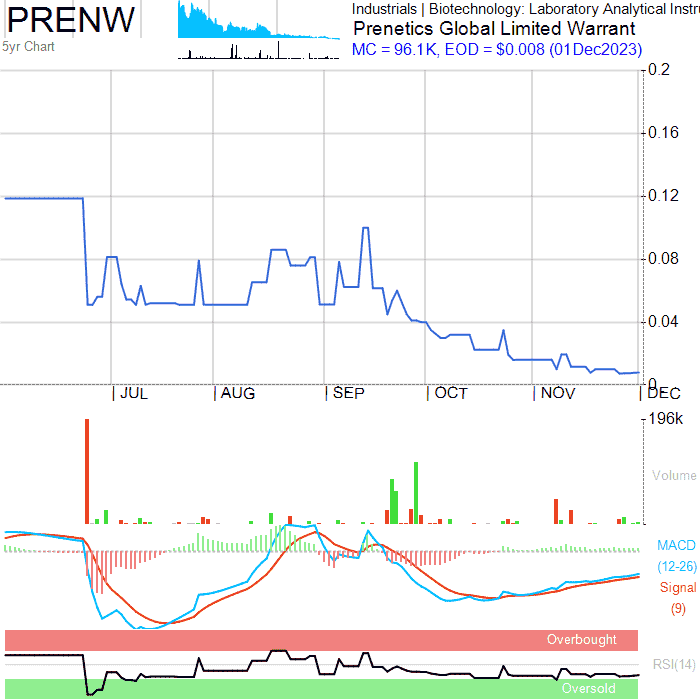 PRENW
5yr Chart
Industrials | Biotechnology: Laboratory Analytical Instru
Prenetics Global Limited Warrant
MC = 96.1K, EOD = $0.008 (01Dec2023)
0.2
0.16
0.12
0.08
0.04
0
| JUL | AUG | SEP | OCT | NOV | DEC
196k
Volume
MACD
(12-26)
Signal
(9)
Overbought
RSI(14)
Oversold